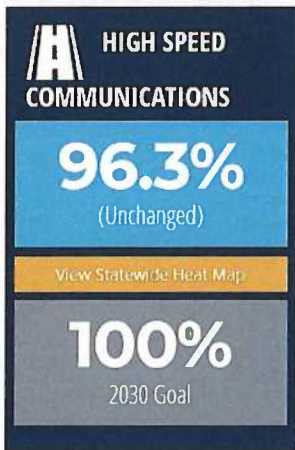 HIGH SPEED
COMMUNICATIONS
96.3%
(Unchanged)
View Statewide Heat Map
100%
2030 Goal